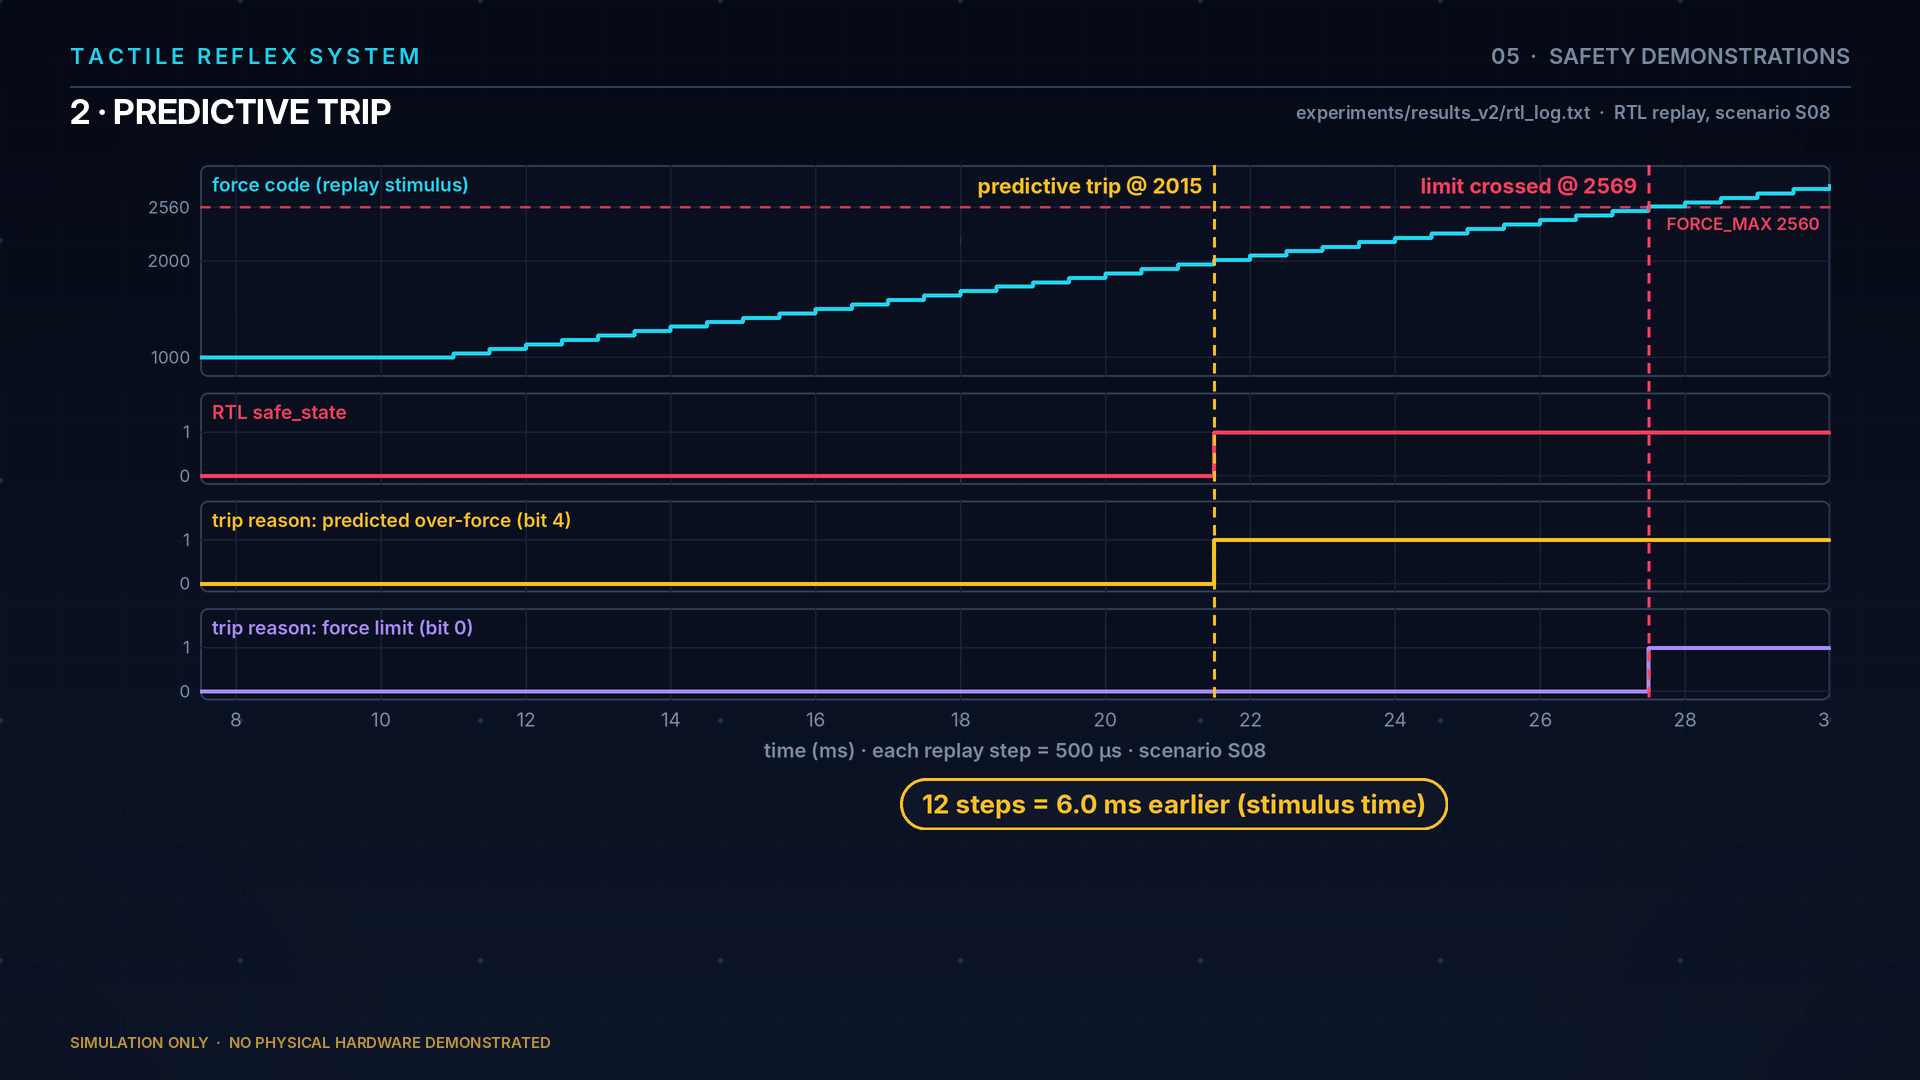 TACTILE REFLEX SYSTEM
05 · SAFETY DEMONSTRATIONS
2 · PREDICTIVE TRIP
experiments/results_v2/rtl_log.txt · RTL replay, scenario S08
force code (replay stimulus)
predictive trip @ 2015
limit crossed @ 2569
2560
FORCE_MAX 2560
2000
1000
RTL safe_state
1
0
trip reason: predicted over-force (bit 4)
1
0
trip reason: force limit (bit 0)
1
0
8 10 12 14 16 18 20 22 24 26 28 3
time (ms) · each replay step = 500 µs · scenario S08
12 steps = 6.0 ms earlier (stimulus time)
SIMULATION ONLY · NO PHYSICAL HARDWARE DEMONSTRATED